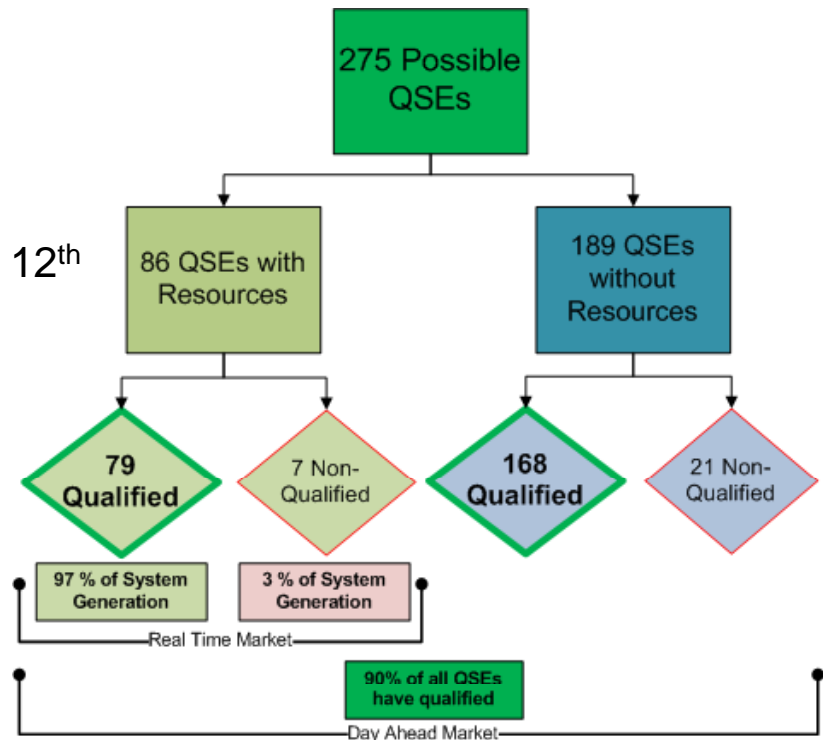 275 Possible
QSEs
12th
86 QSEs with
Resources
189 QSEs
without
Resources
79
Qualified
7 Non-
Qualified
168
Qualified
21 Non-
Qualified
97 % of System
Generation
3 % of System
Generation
Real Time Market
90% of all QSEs
have qualified
Day Ahead Market